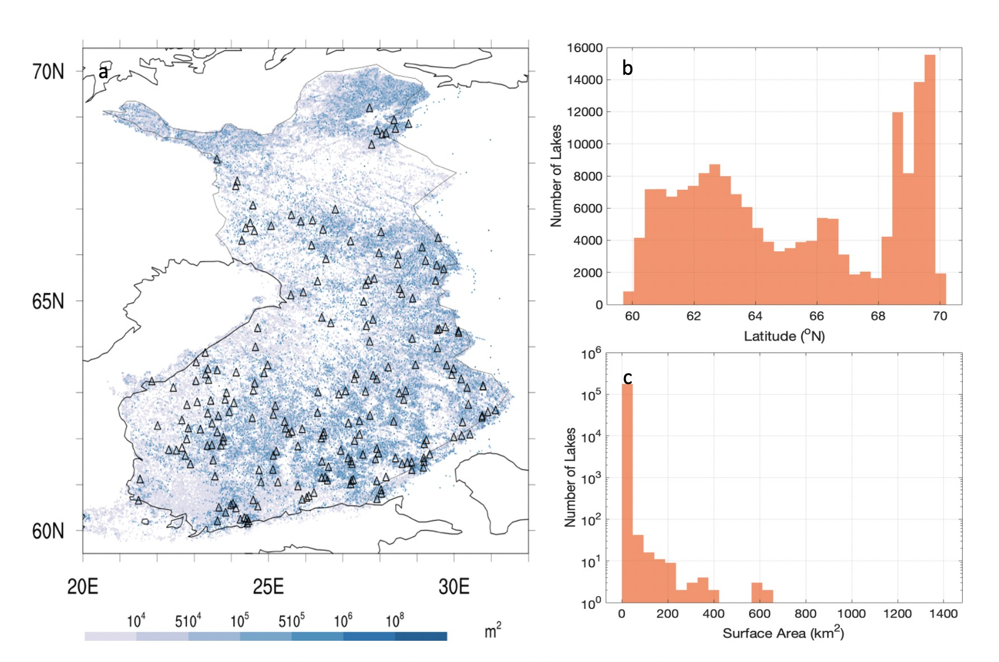 a
70N
65N
60N
20E 25E 30E
10⁴ 510⁴ 10⁵ 510⁵ 10⁶ 10⁸
m²
b
16000
14000
12000
10000
8000
6000
4000
2000
0
Number of Lakes
60 62 64 66 68 70
Latitude (°N)
c
10⁶
10⁵
10⁴
10³
10²
10¹
10⁰
Number of Lakes
0 200 400 600 800 1000 1200 1400
Surface Area (km²)